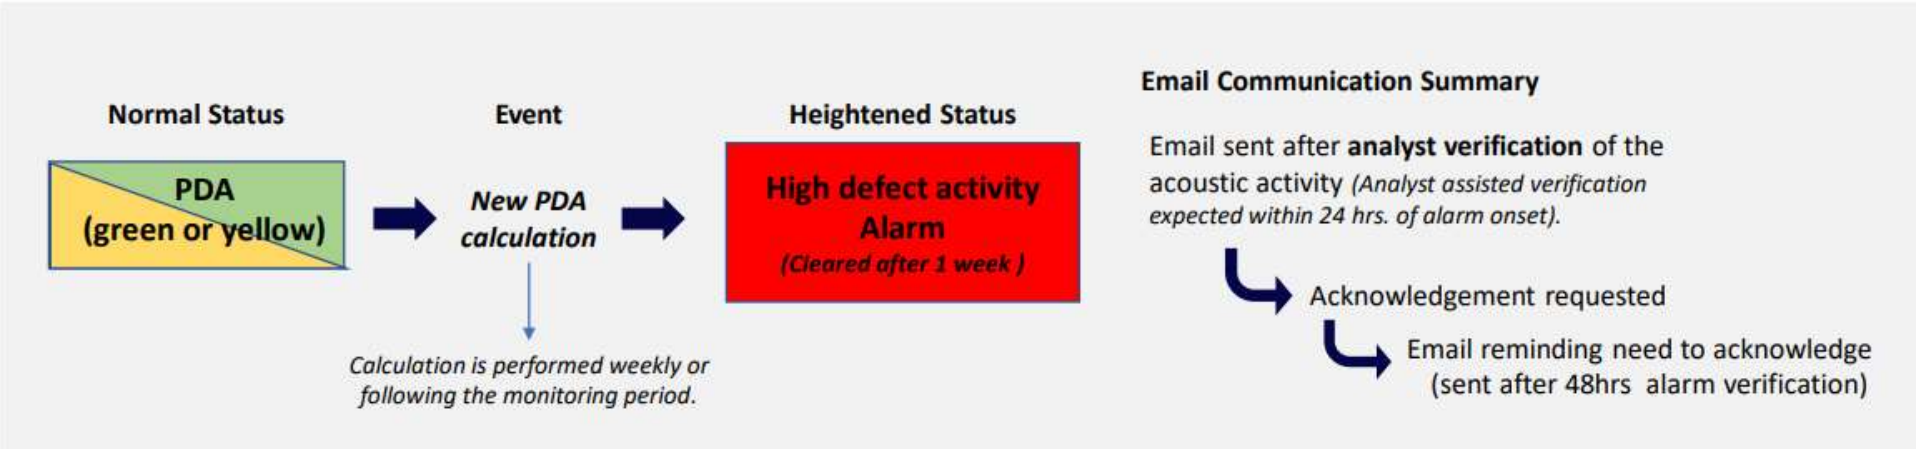 Normal Status
PDA
(green or yellow)
Event
New PDA
calculation
Calculation is performed weekly or
following the monitoring period.
Heightened Status
High defect activity
Alarm
(Cleared after 1 week )
Email Communication Summary
Email sent after analyst verification of the
acoustic activity (Analyst assisted verification
expected within 24 hrs. of alarm onset).
Acknowledgement requested
Email reminding need to acknowledge
(sent after 48hrs alarm verification)